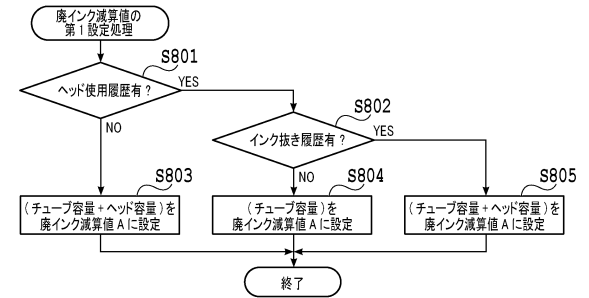 廃インク減算値の
第1設定処理
S801
ヘッド使用履歴有?
YES
NO
S802
インク抜き履歴有?
YES
NO
S803
(チューブ容量+ヘッド容量)を
廃インク減算値Aに設定
S804
(チューブ容量)を
廃インク減算値Aに設定
S805
(チューブ容量+ヘッド容量)を
廃インク減算値Aに設定
終了